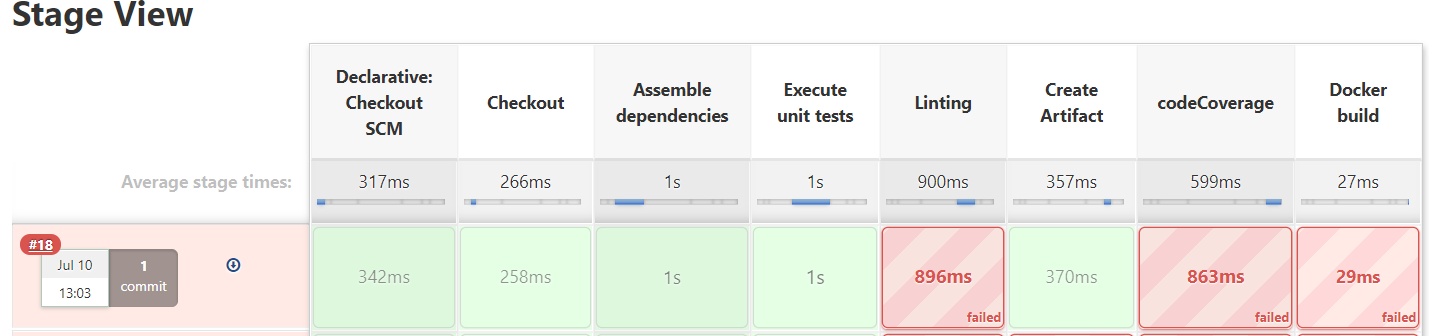 Stage View
Declarative:
Checkout
SCM
Checkout
Assemble
dependencies
Execute
unit tests
Linting
Create
Artifact
codeCoverage
Docker
build
Average stage times:
317ms
266ms
1s
1s
900ms
357ms
599ms
27ms
#18
Jul 10
13:03
1
commit
342ms
258ms
1s
1s
896ms
failed
370ms
863ms
failed
29ms
failed